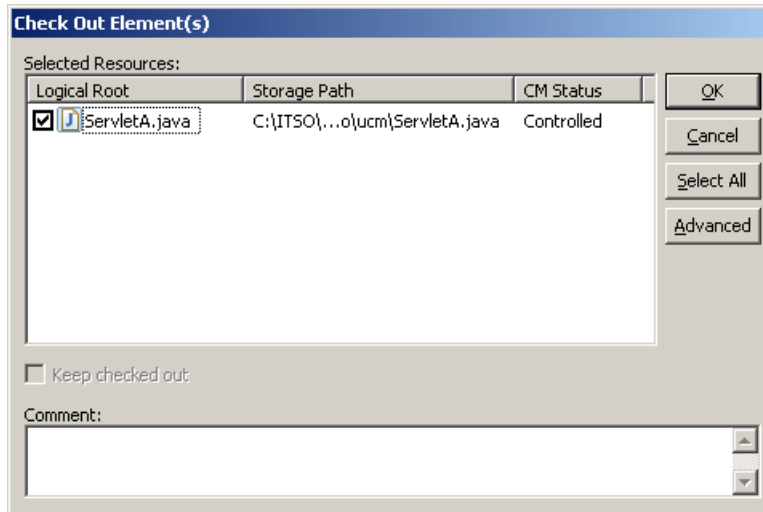 Check Out Element(s)
Selected Resources:
Logical Root Storage Path CM Status
ServletA.java C:\ITSO\...o\ucm\ServletA.java Controlled
OK
Cancel
Select All
Advanced
Keep checked out
Comment: